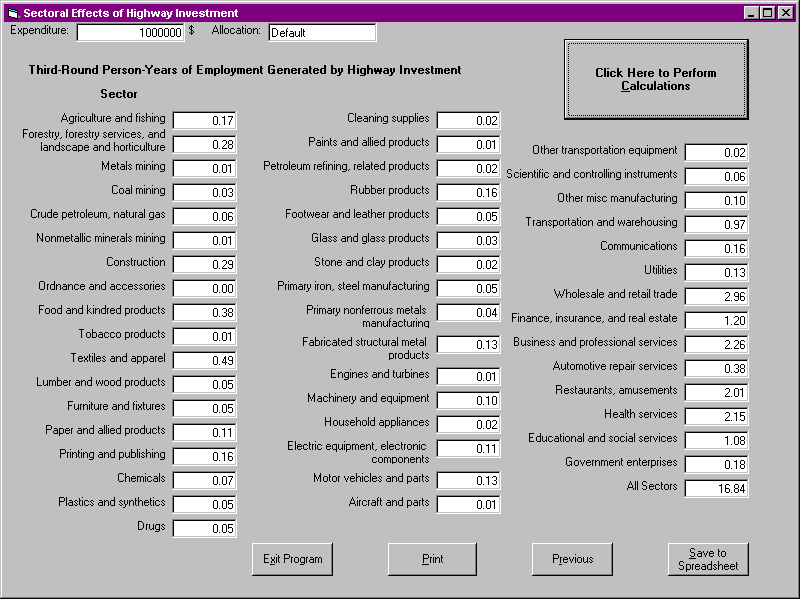 Sectoral Effects of Highway Investment
Expenditure: 1000000 $ Allocation: Default
Third-Round Person-Years of Employment Generated by Highway Investment
Click Here to Perform
Calculations
Sector
Agriculture and fishing 0.17
Forestry, forestry services, and
landscape and horticulture 0.28
Metals mining 0.01
Coal mining 0.03
Crude petroleum, natural gas 0.06
Nonmetallic minerals mining 0.01
Construction 0.29
Ordnance and accessories 0.00
Food and kindred products 0.38
Tobacco products 0.01
Textiles and apparel 0.49
Lumber and wood products 0.05
Furniture and fixtures 0.05
Paper and allied products 0.11
Printing and publishing 0.16
Chemicals 0.07
Plastics and synthetics 0.05
Drugs 0.05
Cleaning supplies 0.02
Paints and allied products 0.01
Petroleum refining, related products 0.02
Rubber products 0.16
Footwear and leather products 0.05
Glass and glass products 0.03
Stone and clay products 0.02
Primary iron, steel manufacturing 0.05
Primary nonferrous metals 0.04
manufacturing
Fabricated structural metal 0.13
products
Engines and turbines 0.01
Machinery and equipment 0.10
Household appliances 0.02
Electric equipment, electronic 0.11
components
Motor vehicles and parts 0.13
Aircraft and parts 0.01
Other transportation equipment 0.02
Scientific and controlling instruments 0.06
Other misc manufacturing 0.10
Transportation and warehousing 0.97
Communications 0.16
Utilities 0.13
Wholesale and retail trade 2.96
Finance, insurance, and real estate 1.20
Business and professional services 2.26
Automotive repair services 0.38
Restaurants, amusements 2.01
Health services 2.15
Educational and social services 1.08
Government enterprises 0.18
All Sectors 16.84
Exit Program
Print
Previous
Save to
Spreadsheet